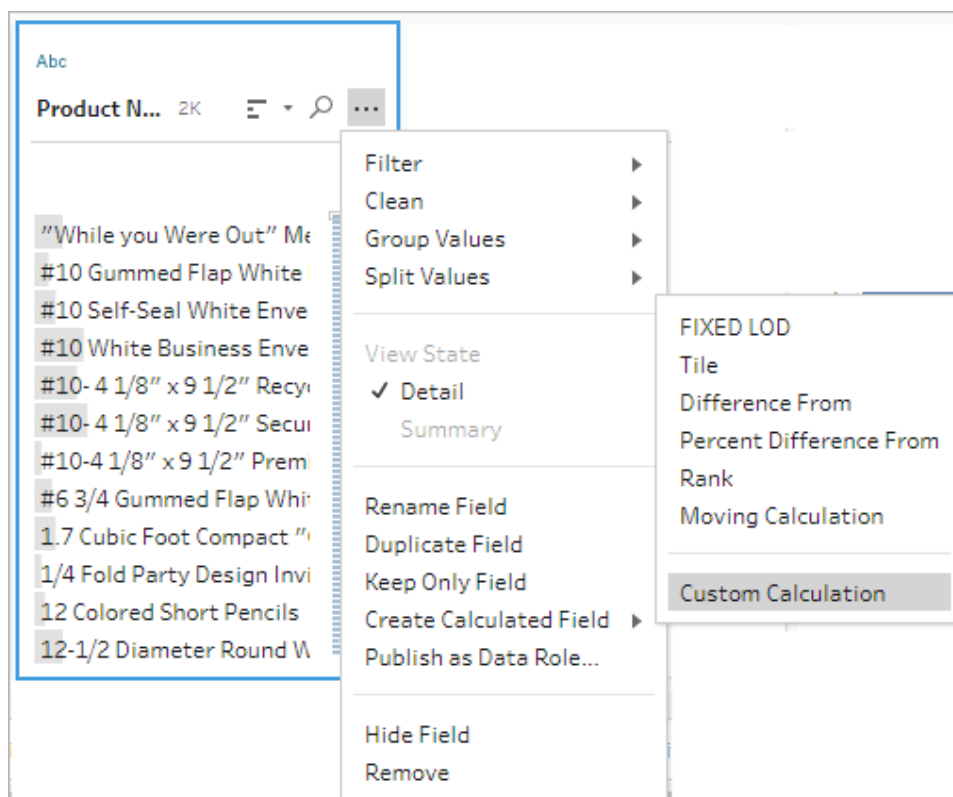 Abc
Product N... 2K
"While you Were Out" Me
#10 Gummed Flap White
#10 Self-Seal White Enve
#10 White Business Enve
#10- 4 1/8" x 9 1/2" Recy
#10- 4 1/8" x 9 1/2" Secur
#10-4 1/8" x 9 1/2" Premi
#6 3/4 Gummed Flap Whit
1.7 Cubic Foot Compact "
1/4 Fold Party Design Invi
12 Colored Short Pencils
12-1/2 Diameter Round W
Filter
Clean
Group Values
Split Values
View State
✓ Detail
Summary
Rename Field
Duplicate Field
Keep Only Field
Create Calculated Field
Publish as Data Role...
Hide Field
Remove
FIXED LOD
Tile
Difference From
Percent Difference From
Rank
Moving Calculation
Custom Calculation